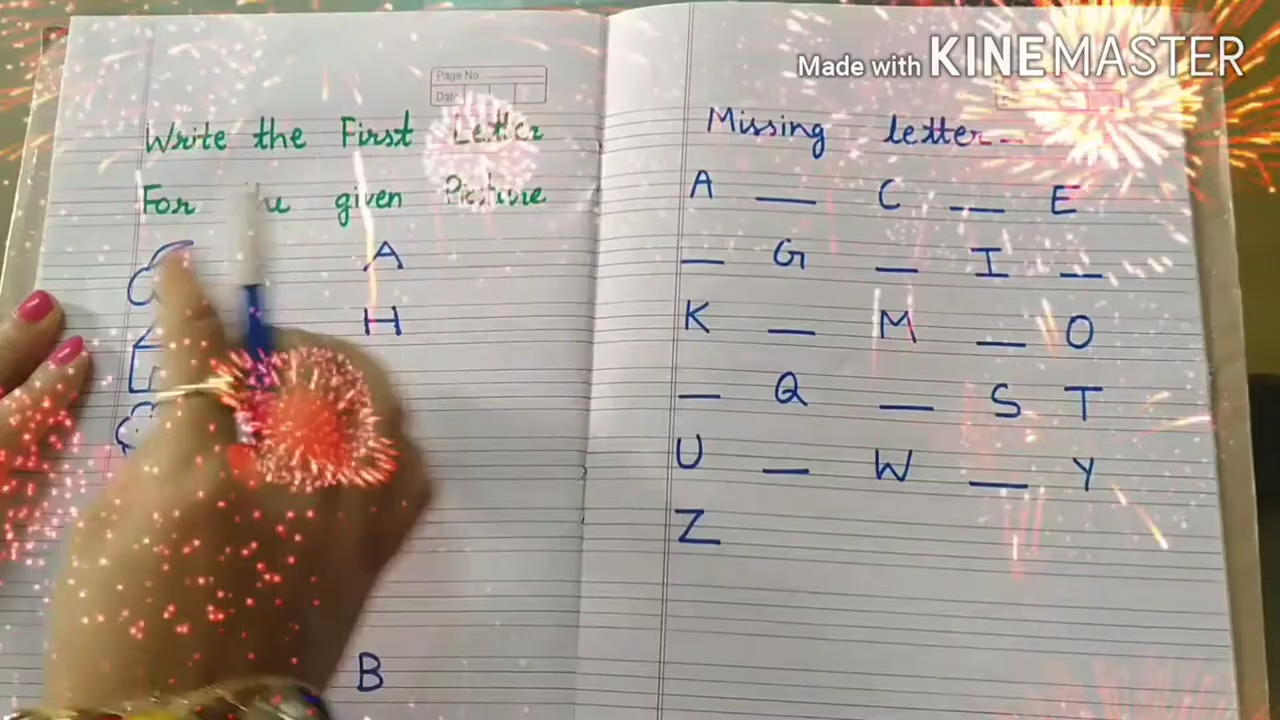 Made with KINEMASTER
Page No
Date
Write the First Letter
For given Picture
A
H
B
Missing letter--
A __ C __ E
__ G __ I __
K __ M __ O
__ Q __ S T
U __ W __ Y
Z